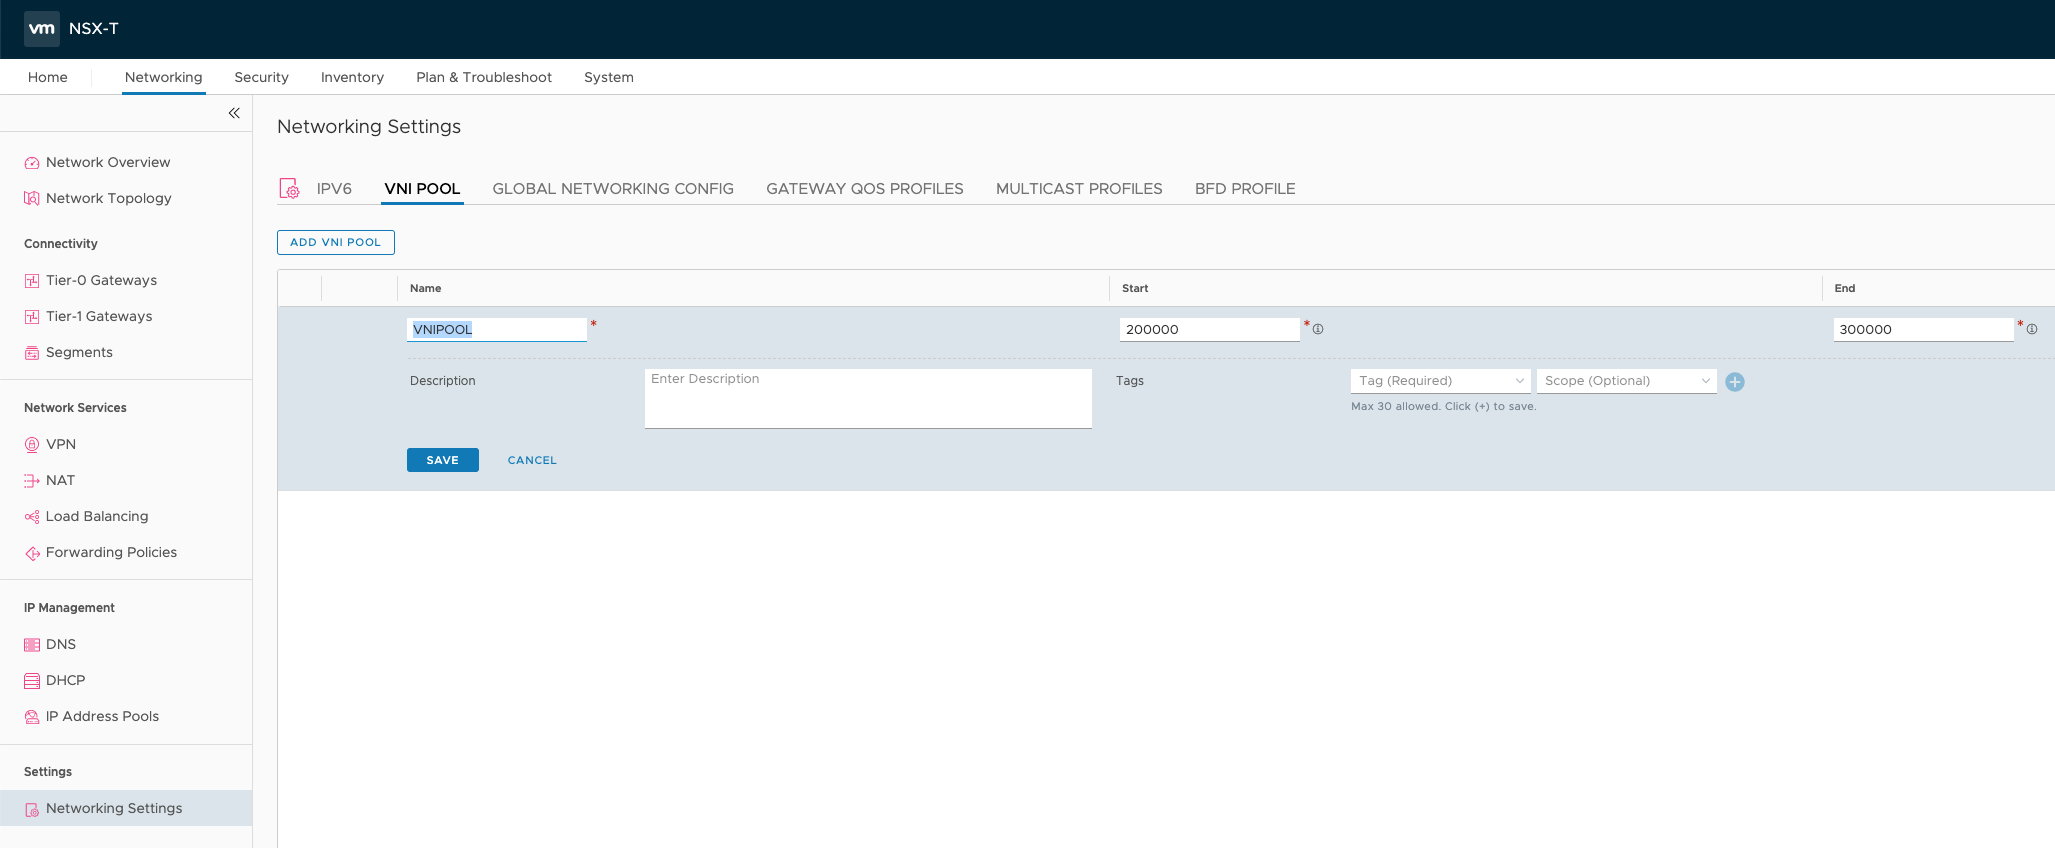 vm NSX-T
Home Networking Security Inventory Plan & Troubleshoot System
Network Overview
Network Topology
Connectivity
Tier-0 Gateways
Tier-1 Gateways
Segments
Network Services
VPN
NAT
Load Balancing
Forwarding Policies
IP Management
DNS
DHCP
IP Address Pools
Settings
Networking Settings
Networking Settings
IPV6 VNI POOL GLOBAL NETWORKING CONFIG GATEWAY QOS PROFILES MULTICAST PROFILES BFD PROFILE
ADD VNI POOL
Name Start End
VNIPOOL * 200000 * 300000 *
Description Enter Description Tags Tag (Required) Scope (Optional)
Max 30 allowed. Click (+) to save.
SAVE CANCEL